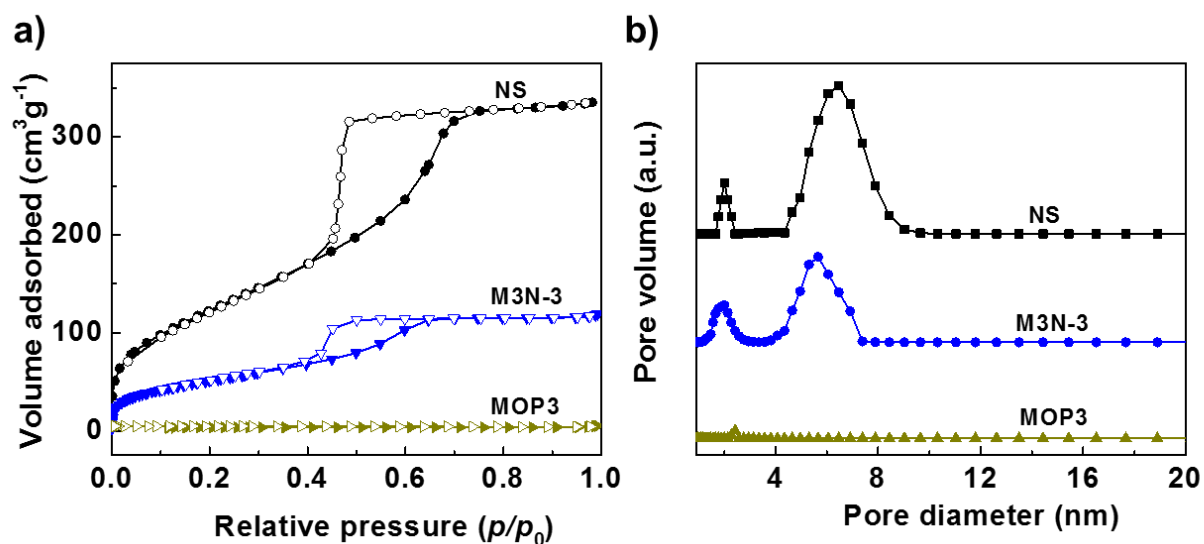 a)
Volume adsorbed (cm³g⁻¹)
300
200
100
0
NS
M3N-3
MOP3
0.0 0.2 0.4 0.6 0.8 1.0
Relative pressure (p/p₀)
b)
Pore volume (a.u.)
NS
M3N-3
MOP3
4 8 12 16 20
Pore diameter (nm)